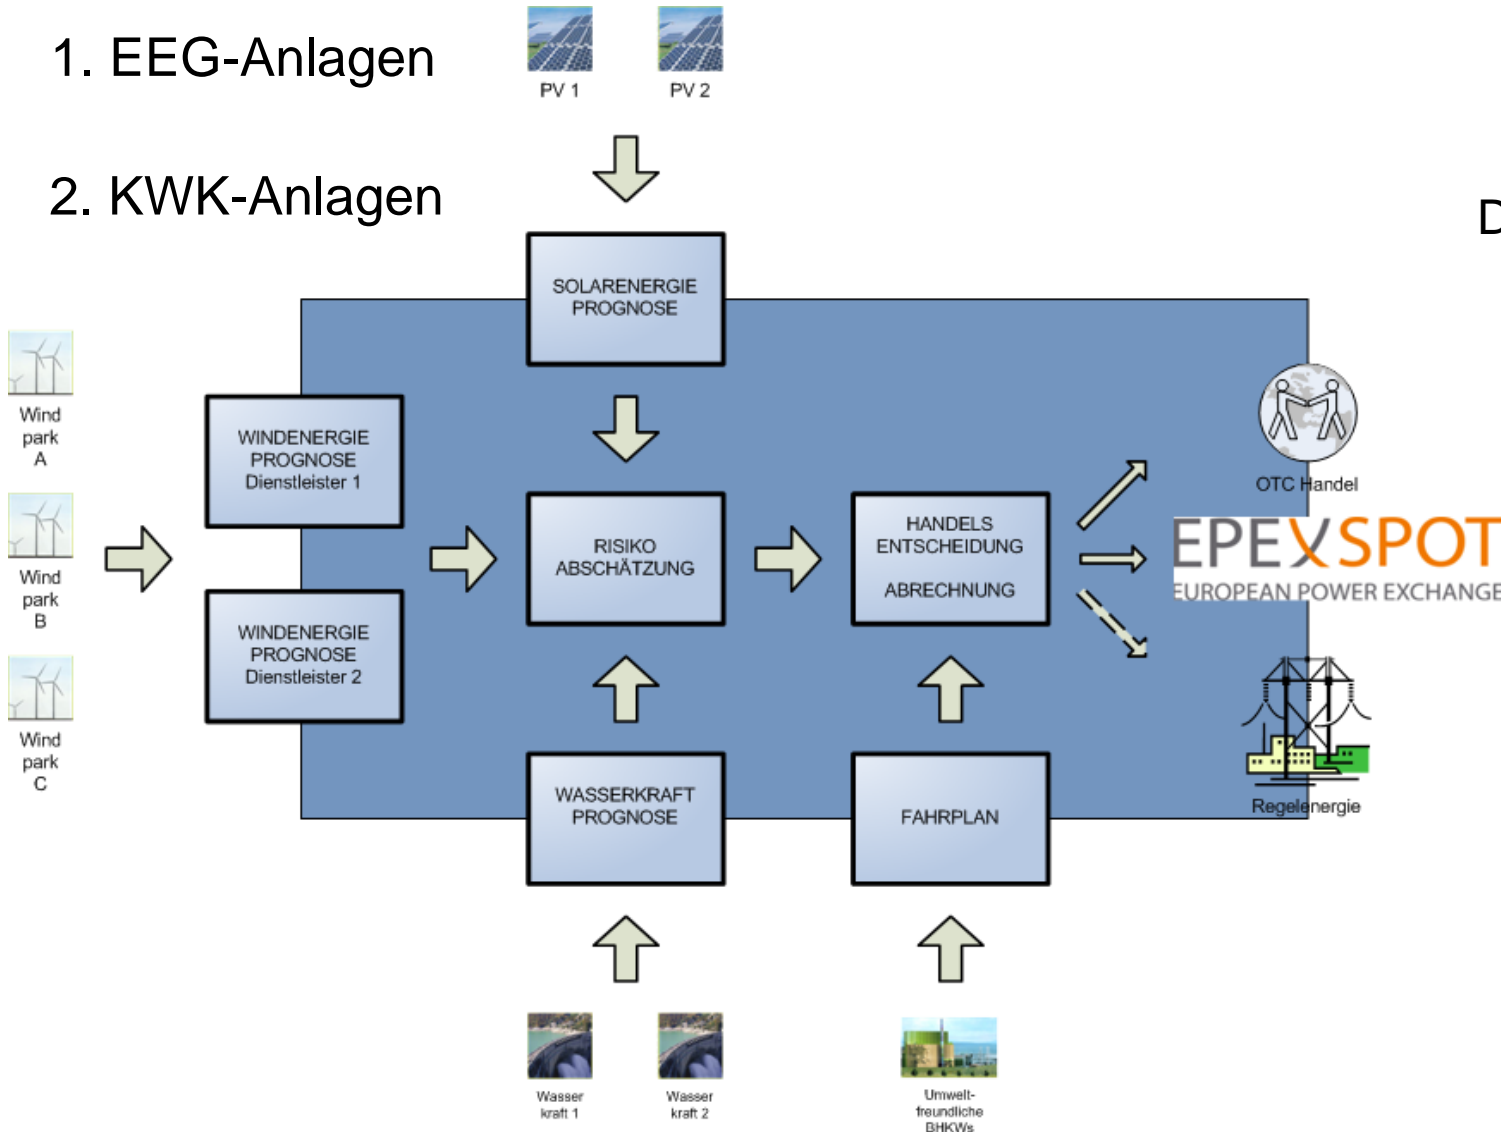 1. EEG-Anlagen
PV 1
PV 2
2. KWK-Anlagen
D
SOLARENERGIE
PROGNOSE
Wind
park
A
WINDENERGIE
PROGNOSE
Dienstleister 1
OTC Handel
Wind
park
B
RISIKO
ABSCHÄTZUNG
HANDELS
ENTSCHEIDUNG
ABRECHNUNG
EPEXSPOT
EUROPEAN POWER EXCHANGE
WINDENERGIE
PROGNOSE
Dienstleister 2
Wind
park
C
WASSERKRAFT
PROGNOSE
FAHRPLAN
Regelenergie
Wasser
kraft 1
Wasser
kraft 2
Umwelt-
freundliche
BHKWs